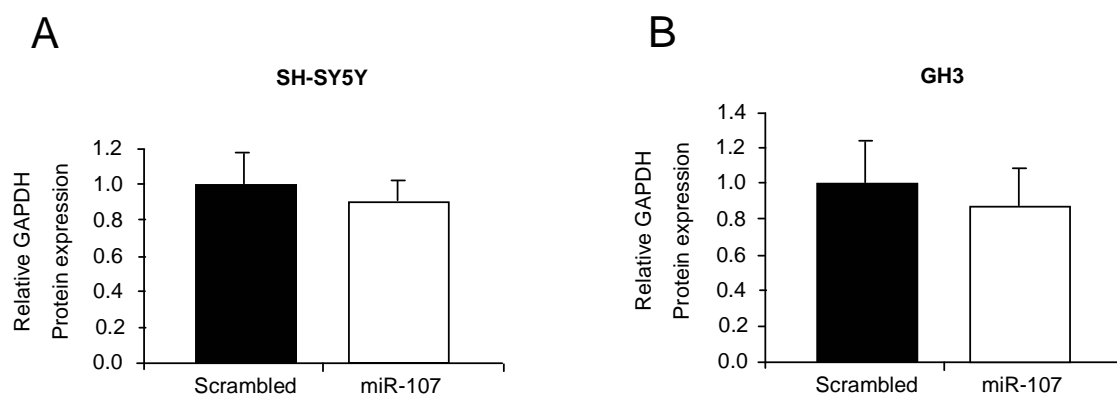 A
SH-SY5Y
Relative GAPDH
Protein expression
1.2
1.0
0.8
0.6
0.4
0.2
0.0
Scrambled miR-107
B
GH3
Relative GAPDH
Protein expression
1.4
1.2
1.0
0.8
0.6
0.4
0.2
0.0
Scrambled miR-107